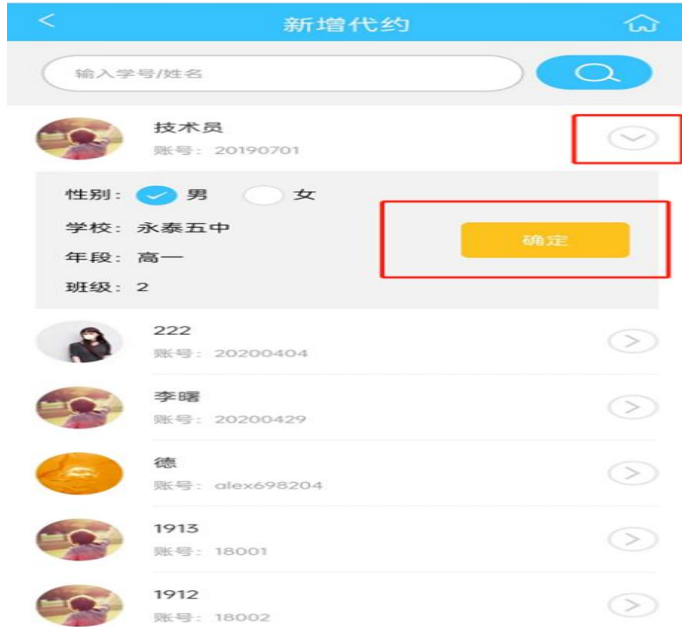 新增代约
输入学号/姓名
技术员
账号：20190701
性别： 男 女
学校：永泰五中
确定
年段：高一
班级：2
222
账号：20200404
李曙
账号：20200429
德
账号：alex698204
1913
账号：18001
1912
账号：18002